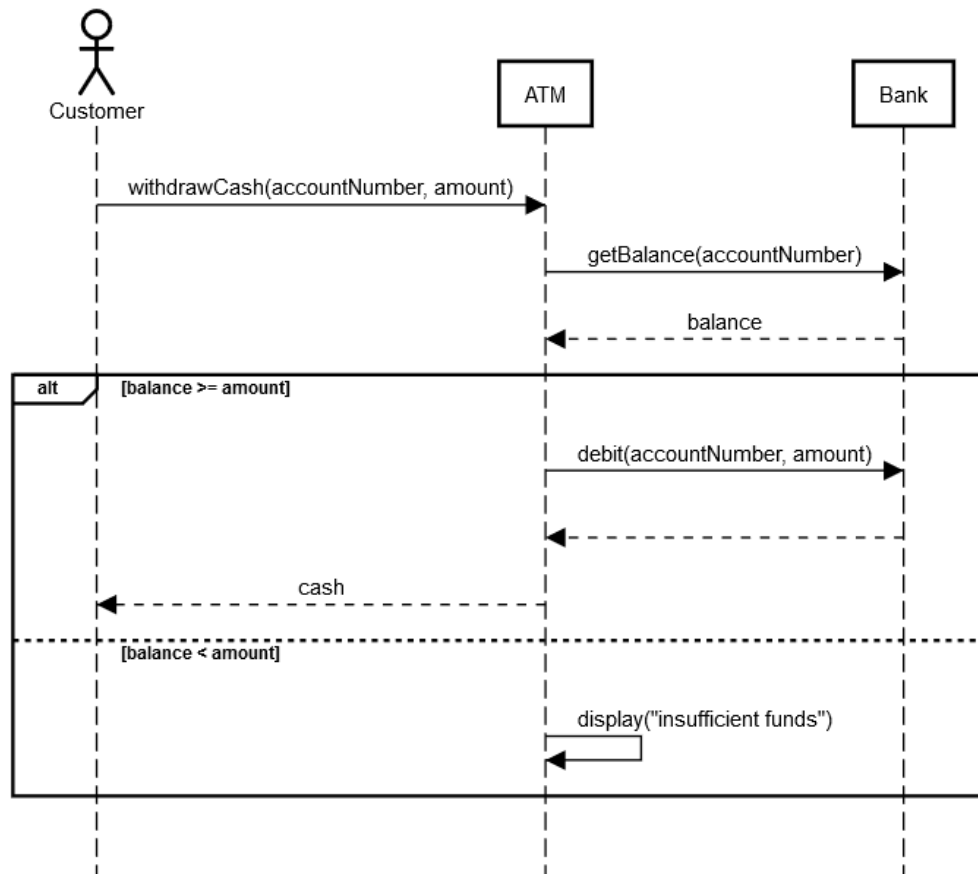 Customer
ATM
Bank
withdrawCash(accountNumber, amount)
getBalance(accountNumber)
balance
alt
[balance >= amount]
debit(accountNumber, amount)
cash
[balance < amount]
display("insufficient funds")